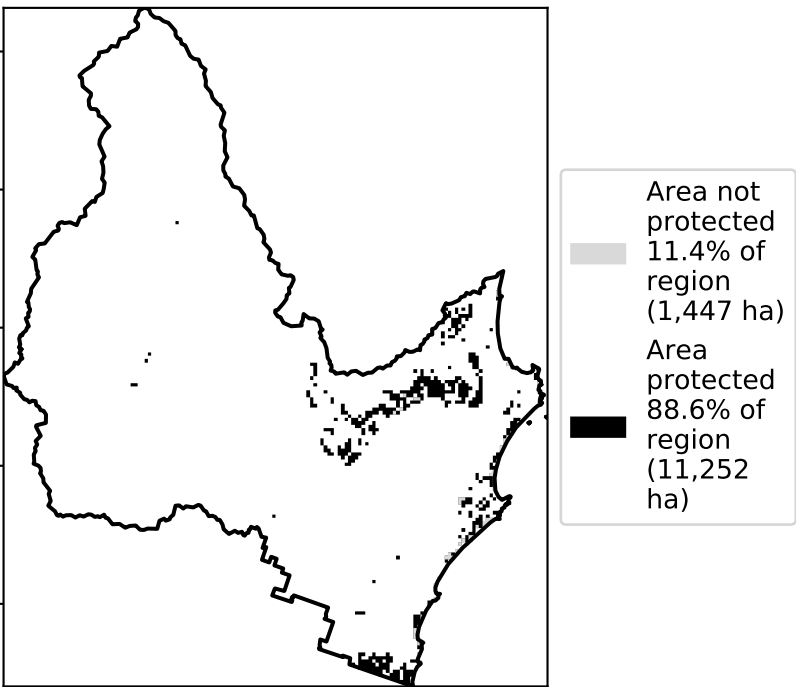 Area not
protected
11.4% of
region
(1,447 ha)
Area
protected
88.6% of
region
(11,252
ha)